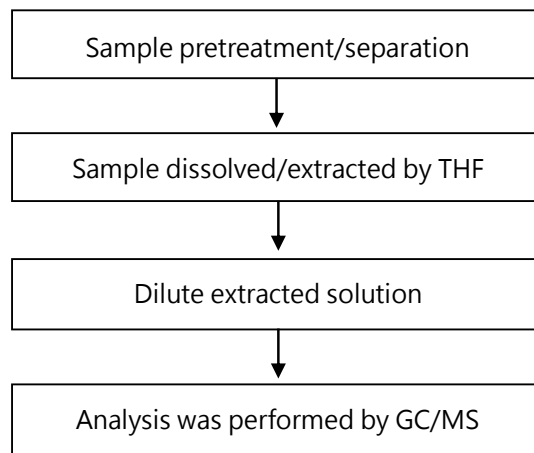 Sample pretreatment/separation
Sample dissolved/extracted by THF
Dilute extracted solution
Analysis was performed by GC/MS